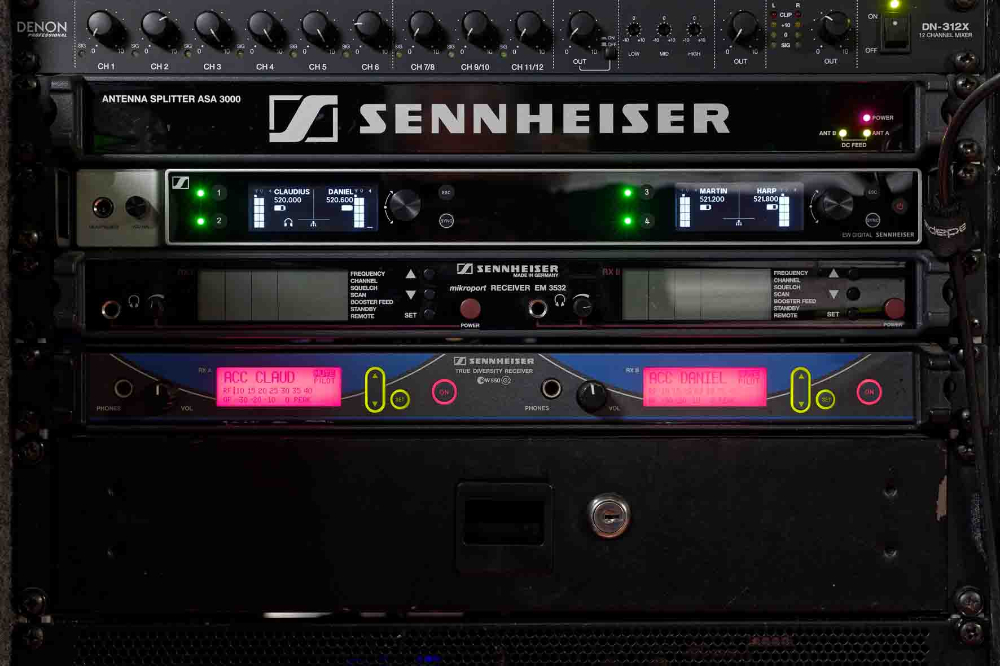 DENON
PROFESSIONAL
SIG SIG SIG SIG SIG SIG SIG SIG SIG
0 10 0 10 0 10 0 10 0 10 0 10 0 10 0 10 0 10
CH 1 CH 2 CH 3 CH 4 CH 5 CH 6 CH 7/8 CH 9/10 CH 11/12
ON
OFF
0 10
OUT
0 0 0
-10 +10 -10 +10 -10 +10
LOW MID HIGH
0 10
OUT
L R
CLIP
+10
0
SIG
0 10
OUT
ON
OFF
DN-312X
12 CHANNEL MIXER
ANTENNA SPLITTER ASA 3000
SENNHEISER
POWER
ANT B ANT A
DC FEED
VOLUME
1
2
CLAUDIUS DANIEL
520.000 520.600
ESC
SYNC
3
4
MARTIN HARP
521.200 521.800
ESC
SYNC
EW DIGITAL SENNHEISER
FREQUENCY
CHANNEL
SQUELCH
SCAN
BOOSTER FEED
STANDBY
REMOTE
SET
SENNHEISER
MADE IN GERMANY
mikroport RECEIVER EM 3532
POWER
RX II
FREQUENCY
CHANNEL
SQUELCH
SCAN
BOOSTER FEED
STANDBY
REMOTE
SET
POWER
RX A
ACC CLAUD MUTE
PILOT
RF 10 15 20 25 30 35 40
AF -30 -20 -10 0 PEAK
PHONES VOL
SET
ON
SENNHEISER
TRUE DIVERSITY RECEIVER
ew 550 G2
RX B
ACC DANIEL
PILOT
PHONES VOL
SET
ON